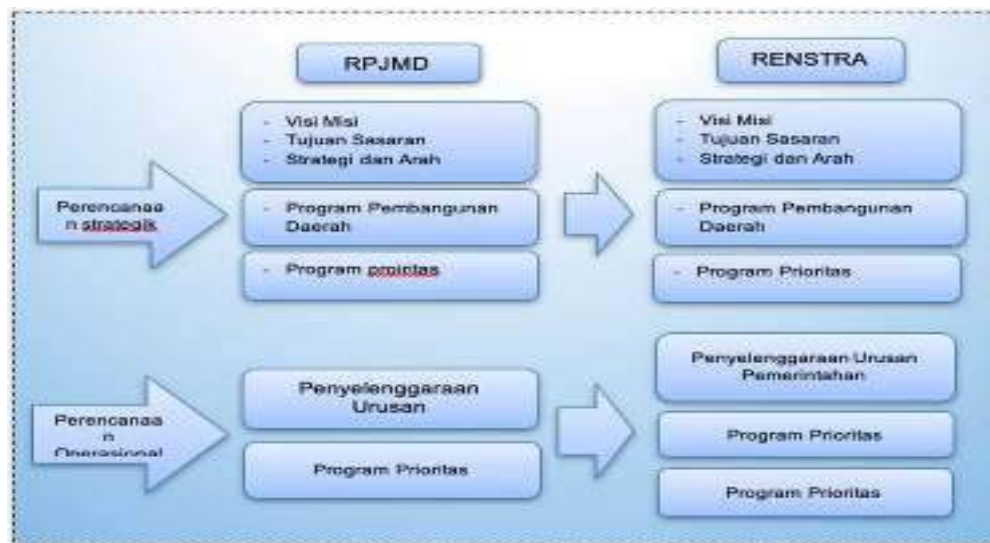 RPJMD
RENSTRA
Perencanaa
n strategik
- Visi Misi
- Tujuan Sasaran
- Strategi dan Arah
- Program Pembangunan
Daerah
- Program proirtas
- Visi Misi
- Tujuan Sasaran
- Strategi dan Arah
- Program Pembangunan
Daerah
- Program Prioritas
Perencanaa
n
Operasional
Penyelenggaraan
Urusan
Program Prioritas
Penyelenggaraan Urusan
Pemerintahan
Program Prioritas
Program Prioritas